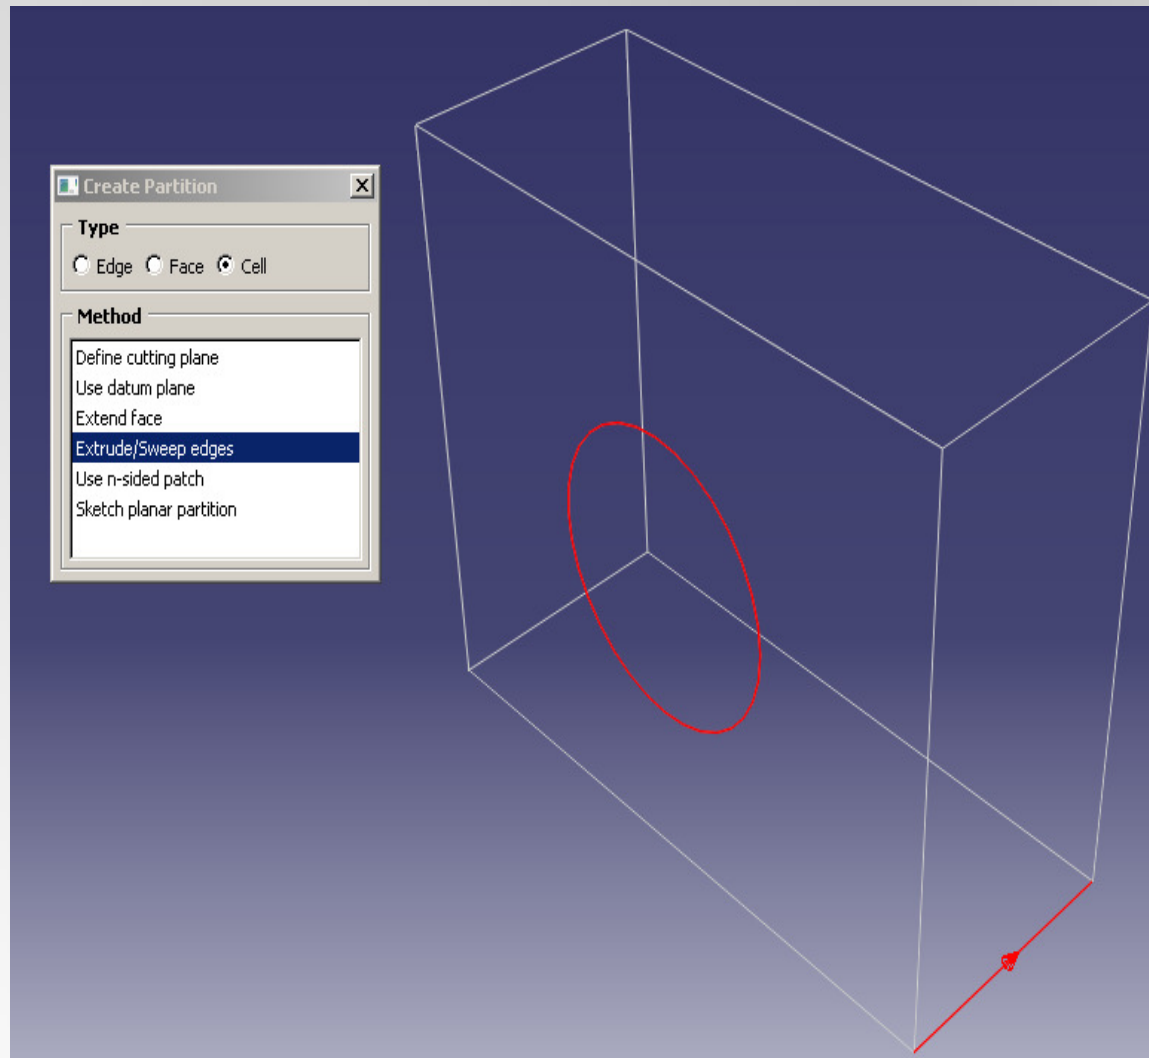 Create Partition
Type
Edge Face Cell
Method
Define cutting plane
Use datum plane
Extend face
Extrude/Sweep edges
Use n-sided patch
Sketch planar partition